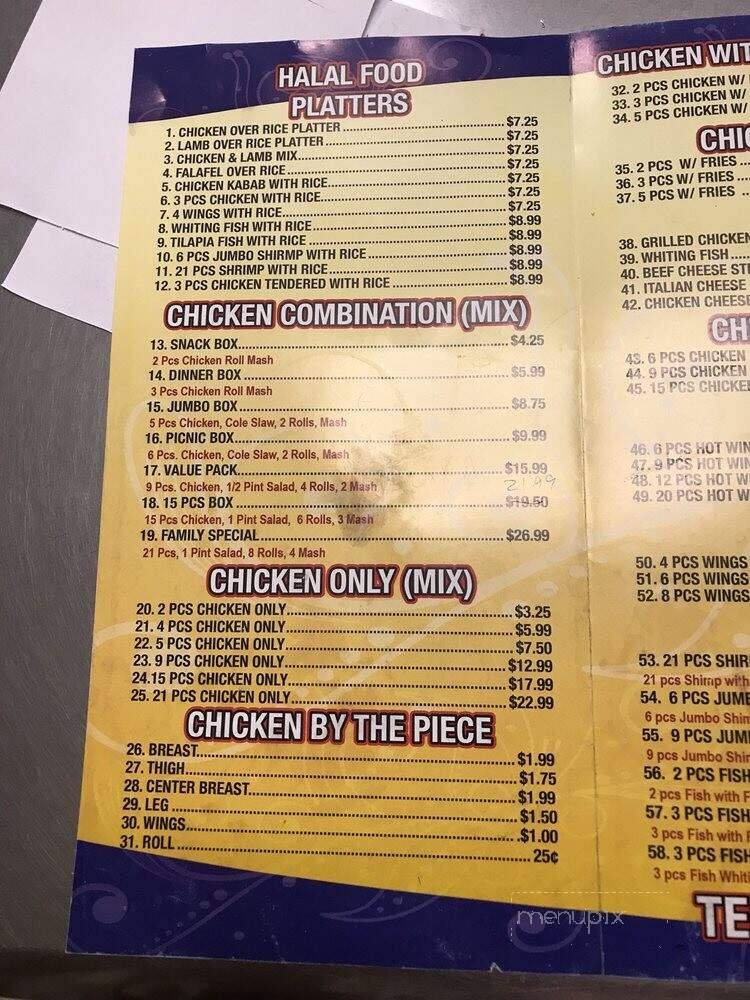 HALAL FOOD
PLATTERS
1. CHICKEN OVER RICE PLATTER ........ $7.25
2. LAMB OVER RICE PLATTER ........ $7.25
3. CHICKEN & LAMB MIX........ $7.25
4. FALAFEL OVER RICE ........ $7.25
5. CHICKEN KABAB WITH RICE........ $7.25
6. 3 PCS CHICKEN WITH RICE........ $7.25
7. 4 WINGS WITH RICE........ $7.25
8. WHITING FISH WITH RICE ........ $8.99
9. TILAPIA FISH WITH RICE ........ $8.99
10. 6 PCS JUMBO SHIRMP WITH RICE ........ $8.99
11. 21 PCS SHRIMP WITH RICE........ $8.99
12. 3 PCS CHICKEN TENDERED WITH RICE ........ $8.99
CHICKEN COMBINATION (MIX)
13. SNACK BOX........ $4.25
2 Pcs Chicken Roll Mash
14. DINNER BOX ........ $5.99
3 Pcs Chicken Roll Mash
15. JUMBO BOX........ $8.75
5 Pcs Chicken, Cole Slaw, 2 Rolls, Mash
16. PICNIC BOX........ $9.99
6 Pcs. Chicken, Cole Slaw, 2 Rolls, Mash
17. VALUE PACK........ $15.99
9 Pcs. Chicken, 1/2 Pint Salad, 4 Rolls, 2 Mash
21.99
18. 15 PCS BOX ........ $19.50
15 Pcs Chicken, 1 Pint Salad, 6 Rolls, 3 Mash
19. FAMILY SPECIAL........ $26.99
21 Pcs, 1 Pint Salad, 8 Rolls, 4 Mash
CHICKEN ONLY (MIX)
20. 2 PCS CHICKEN ONLY........ $3.25
21. 4 PCS CHICKEN ONLY........ $5.99
22. 5 PCS CHICKEN ONLY........ $7.50
23. 9 PCS CHICKEN ONLY........ $12.99
24.15 PCS CHICKEN ONLY........ $17.99
25. 21 PCS CHICKEN ONLY........ $22.99
CHICKEN BY THE PIECE
26. BREAST........ $1.99
27. THIGH........ $1.75
28. CENTER BREAST........ $1.99
29. LEG ........ $1.50
30. WINGS........ $1.00
31. ROLL ........ 25¢
CHICKEN WIT
32. 2 PCS CHICKEN W/
33. 3 PCS CHICKEN W/
34. 5 PCS CHICKEN W/
CHIC
35. 2 PCS W/ FRIES ...
36. 3 PCS W/ FRIES ....
37. 5 PCS W/ FRIES ..
38. GRILLED CHICKEN
39. WHITING FISH ....
40. BEEF CHEESE STE
41. ITALIAN CHEESE
42. CHICKEN CHEESE
CH
43. 6 PCS CHICKEN
44. 9 PCS CHICKEN
45. 15 PCS CHICKEN
46. 6 PCS HOT WIN
47. 9 PCS HOT WIN
48. 12 PCS HOT W
49. 20 PCS HOT W
50. 4 PCS WINGS
51. 6 PCS WINGS
52. 8 PCS WINGS
53. 21 PCS SHIR
21 pcs Shirmp with
54. 6 PCS JUME
6 pcs Jumbo Shirm
55. 9 PCS JUM
9 pcs Jumbo Shir
56. 2 PCS FISH
2 pcs Fish with F
57. 3 PCS FISH
3 pcs Fish with F
58. 3 PCS FISH
3 pcs Fish Whiti
TE
menupix